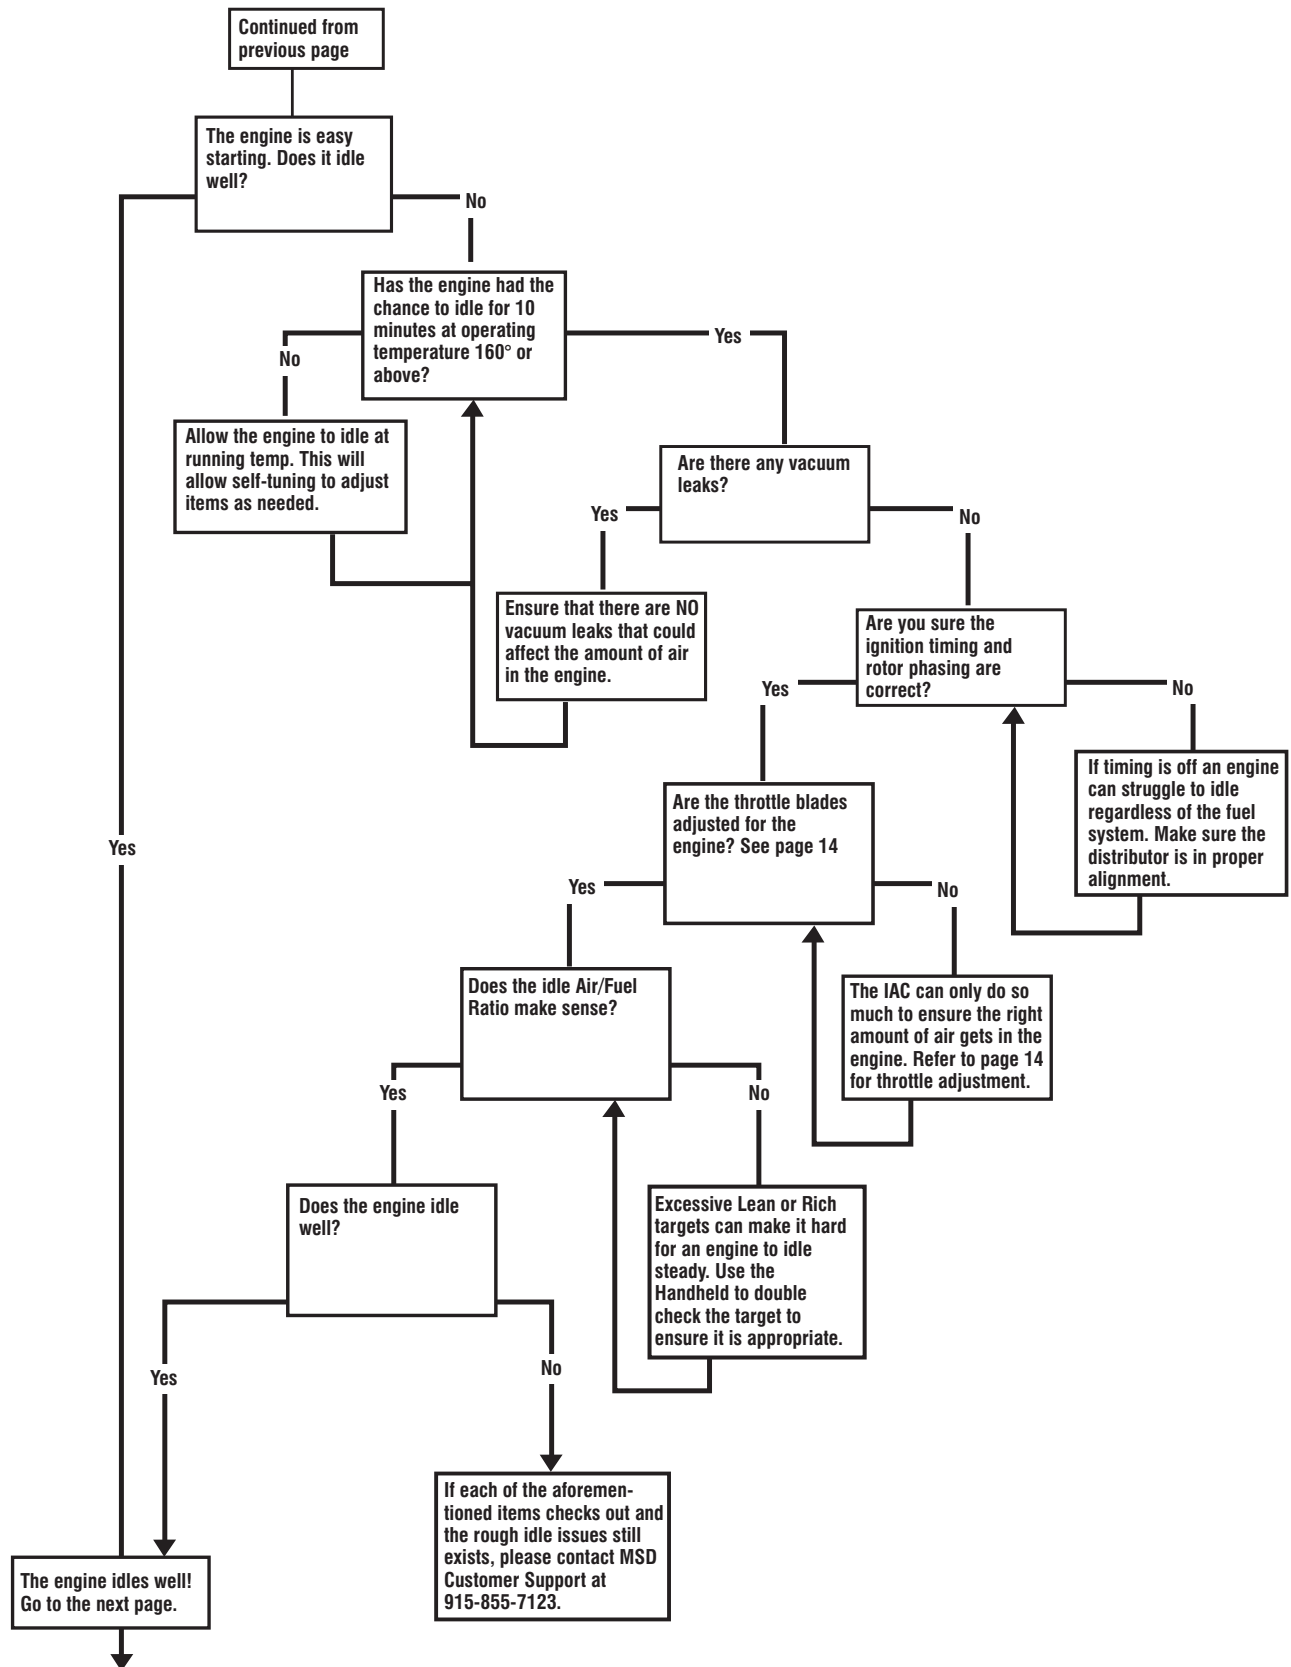 Continued from
previous page
The engine is easy
starting. Does it idle
well?
No
Has the engine had the
chance to idle for 10
minutes at operating
temperature 160° or
above?
Yes
No
Allow the engine to idle at
running temp. This will
allow self-tuning to adjust
items as needed.
Are there any vacuum
leaks?
Yes
No
Ensure that there are NO
vacuum leaks that could
affect the amount of air
in the engine.
Are you sure the
ignition timing and
rotor phasing are
correct?
Yes
No
If timing is off an engine
can struggle to idle
regardless of the fuel
system. Make sure the
distributor is in proper
alignment.
Are the throttle blades
adjusted for the
engine? See page 14
Yes
Yes
No
Does the idle Air/Fuel
Ratio make sense?
The IAC can only do so
much to ensure the right
amount of air gets in the
engine. Refer to page 14
for throttle adjustment.
Yes
No
Does the engine idle
well?
Excessive Lean or Rich
targets can make it hard
for an engine to idle
steady. Use the
Handheld to double
check the target to
ensure it is appropriate.
Yes
No
If each of the aforemen-
tioned items checks out and
the rough idle issues still
exists, please contact MSD
Customer Support at
915-855-7123.
The engine idles well!
Go to the next page.